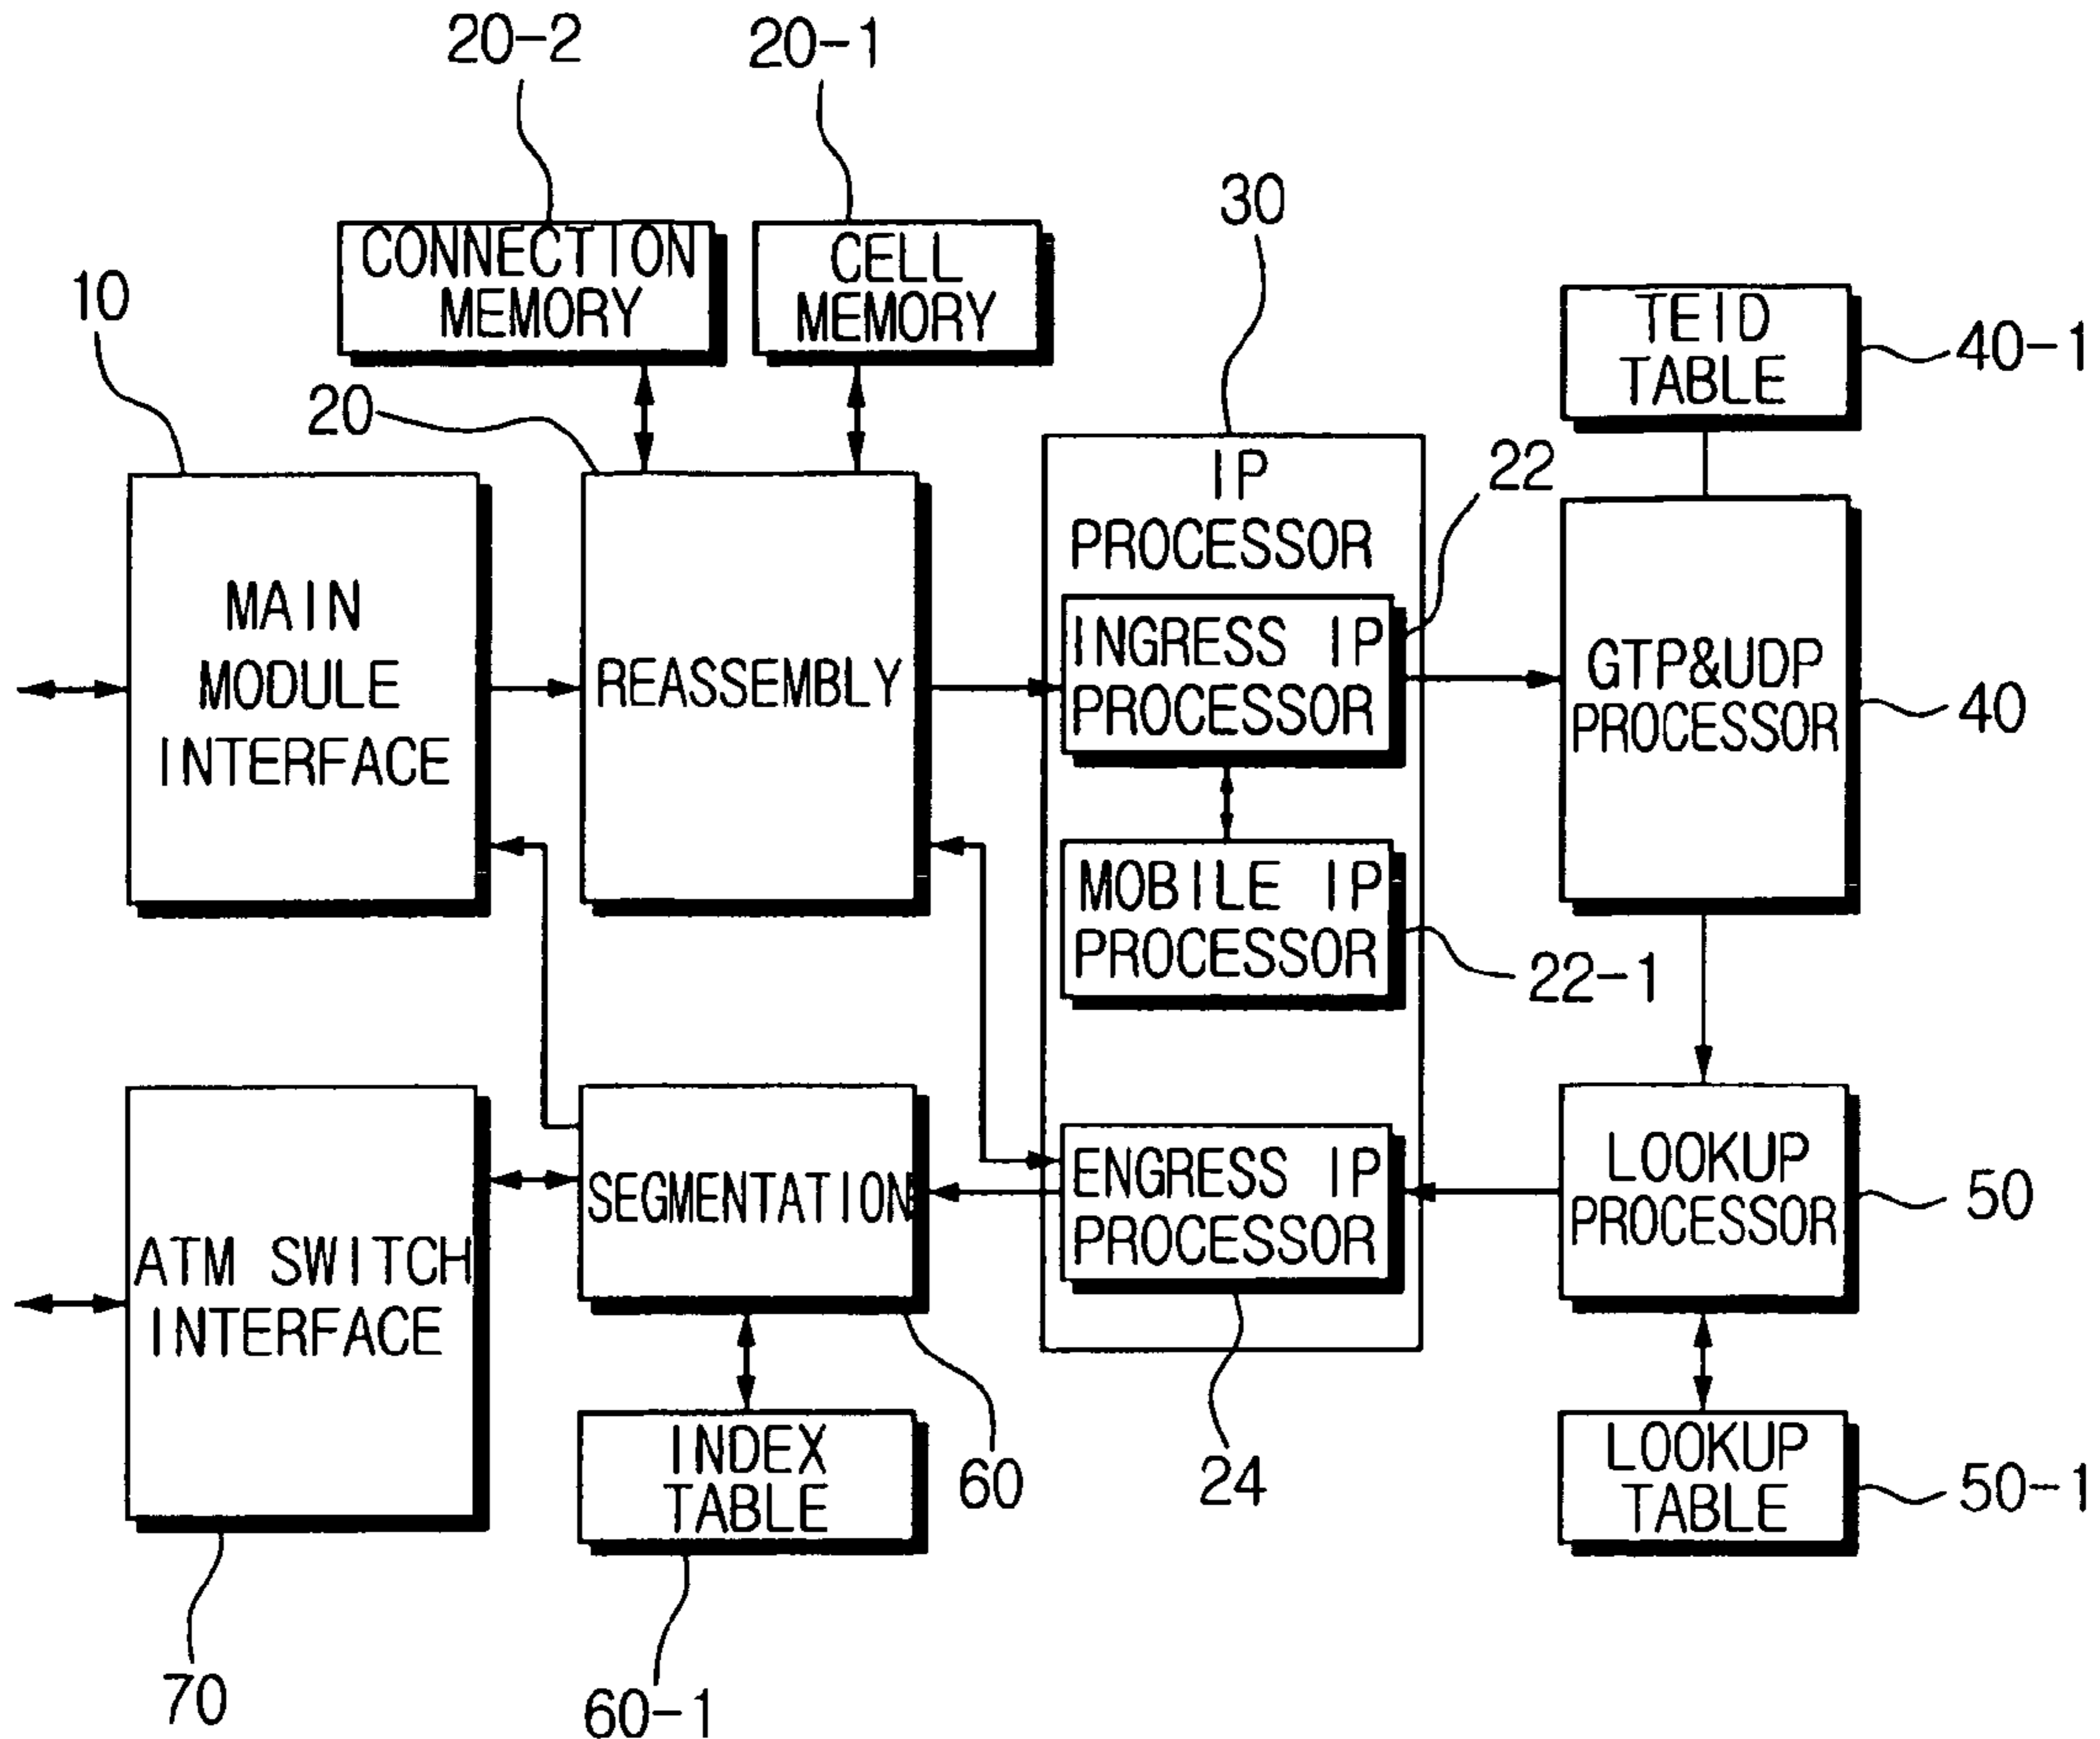 20-2
20-1
CONNECTION
MEMORY
CELL
MEMORY
30
10
20
TEID
TABLE
40-1
IP
PROCESSOR
22
MAIN
MODULE
INTERFACE
REASSEMBLY
INGRESS IP
PROCESSOR
GTP&UDP
PROCESSOR
40
MOBILE IP
PROCESSOR
22-1
ATM SWITCH
INTERFACE
SEGMENTATION
ENGRESS IP
PROCESSOR
LOOKUP
PROCESSOR
50
INDEX
TABLE
60
24
LOOKUP
TABLE
50-1
70
60-1